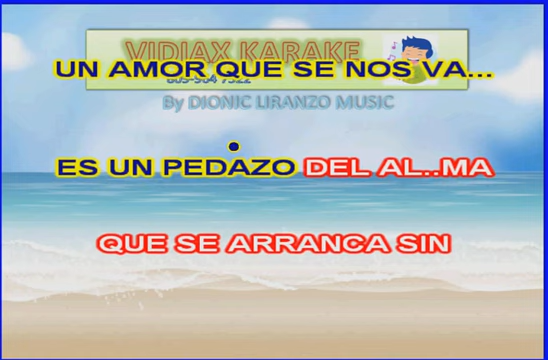 VIDIAX KARAKE
UN AMOR QUE SE NOS VA...
By DIONIC LIRANZO MUSIC
ES UN PEDAZO DEL AL..MA
QUE SE ARRANCA SIN